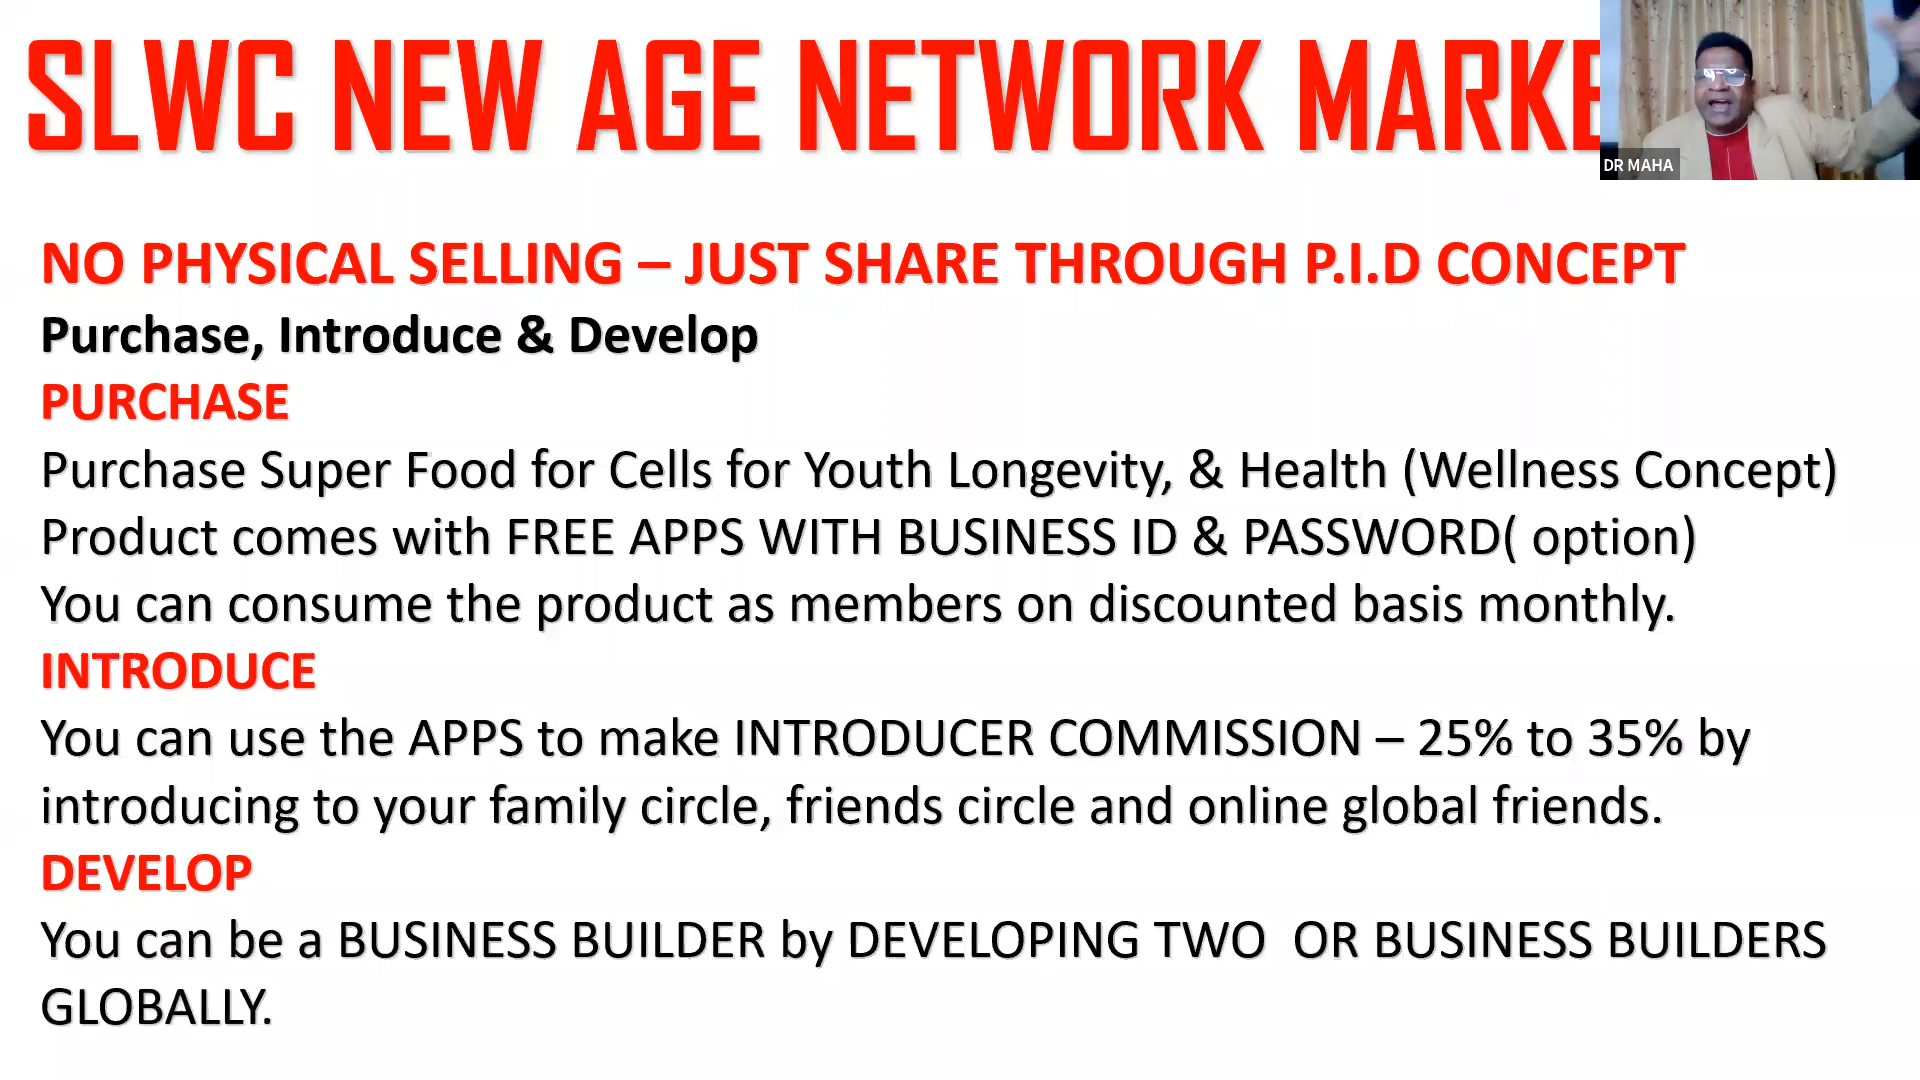 SLWC NEW AGE NETWORK MARKE
DR MAHA
NO PHYSICAL SELLING – JUST SHARE THROUGH P.I.D CONCEPT
Purchase, Introduce & Develop
PURCHASE
Purchase Super Food for Cells for Youth Longevity, & Health (Wellness Concept)
Product comes with FREE APPS WITH BUSINESS ID & PASSWORD( option)
You can consume the product as members on discounted basis monthly.
INTRODUCE
You can use the APPS to make INTRODUCER COMMISSION – 25% to 35% by
introducing to your family circle, friends circle and online global friends.
DEVELOP
You can be a BUSINESS BUILDER by DEVELOPING TWO  OR BUSINESS BUILDERS
GLOBALLY.